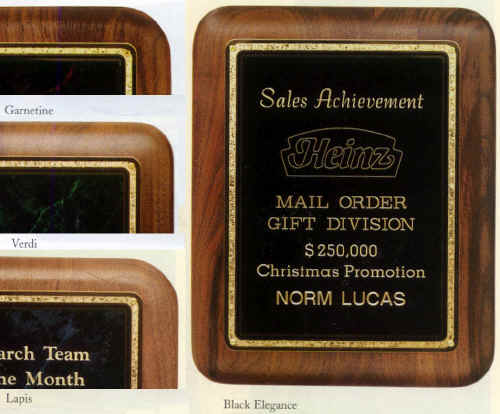 Garnetine
Verdi
arch Team
he Month
Lapis
Sales Achievement
Heinz
MAIL ORDER
GIFT DIVISION
$250,000
Christmas Promotion
NORM LUCAS
Black Elegance